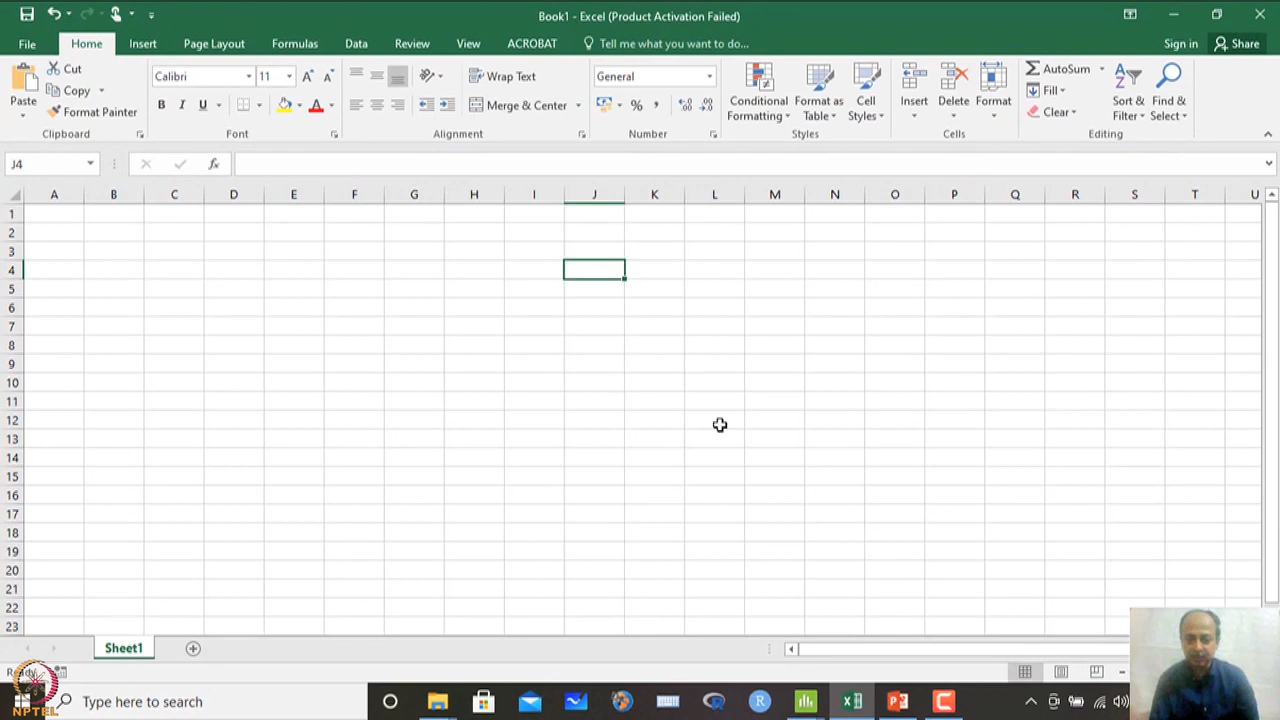 Book1 - Excel (Product Activation Failed)
File Home Insert Page Layout Formulas Data Review View ACROBAT Tell me what you want to do... Sign in Share
Cut
Copy
Format Painter
Paste
Clipboard
Calibri 11
B I U
Font
Wrap Text
Merge & Center
Alignment
General
%
Number
Conditional Formatting
Format as Table
Cell Styles
Styles
Insert Delete Format
Cells
AutoSum
Fill
Clear
Sort & Filter
Find & Select
Editing
J4 fx
A B C D E F G H I J K L M N O P Q R S T U
1
2
3
4
5
6
7
8
9
10
11
12
13
14
15
16
17
18
19
20
21
22
23
Sheet1
Ready
NPTEL
Type here to search